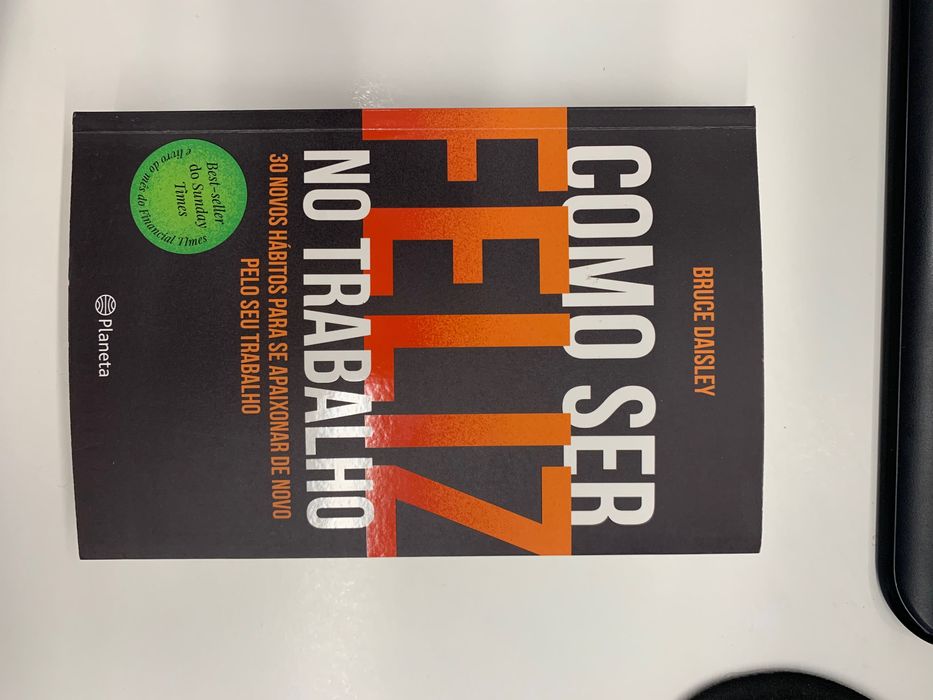 BRUCE DAISLEY
COMO SER
FELIZ
NO TRABALHO
30 NOVOS HÁBITOS PARA SE APAIXONAR DE NOVO
PELO SEU TRABALHO
Best-seller
do Sunday
Times
e livro do mês do Financial Times
Planeta